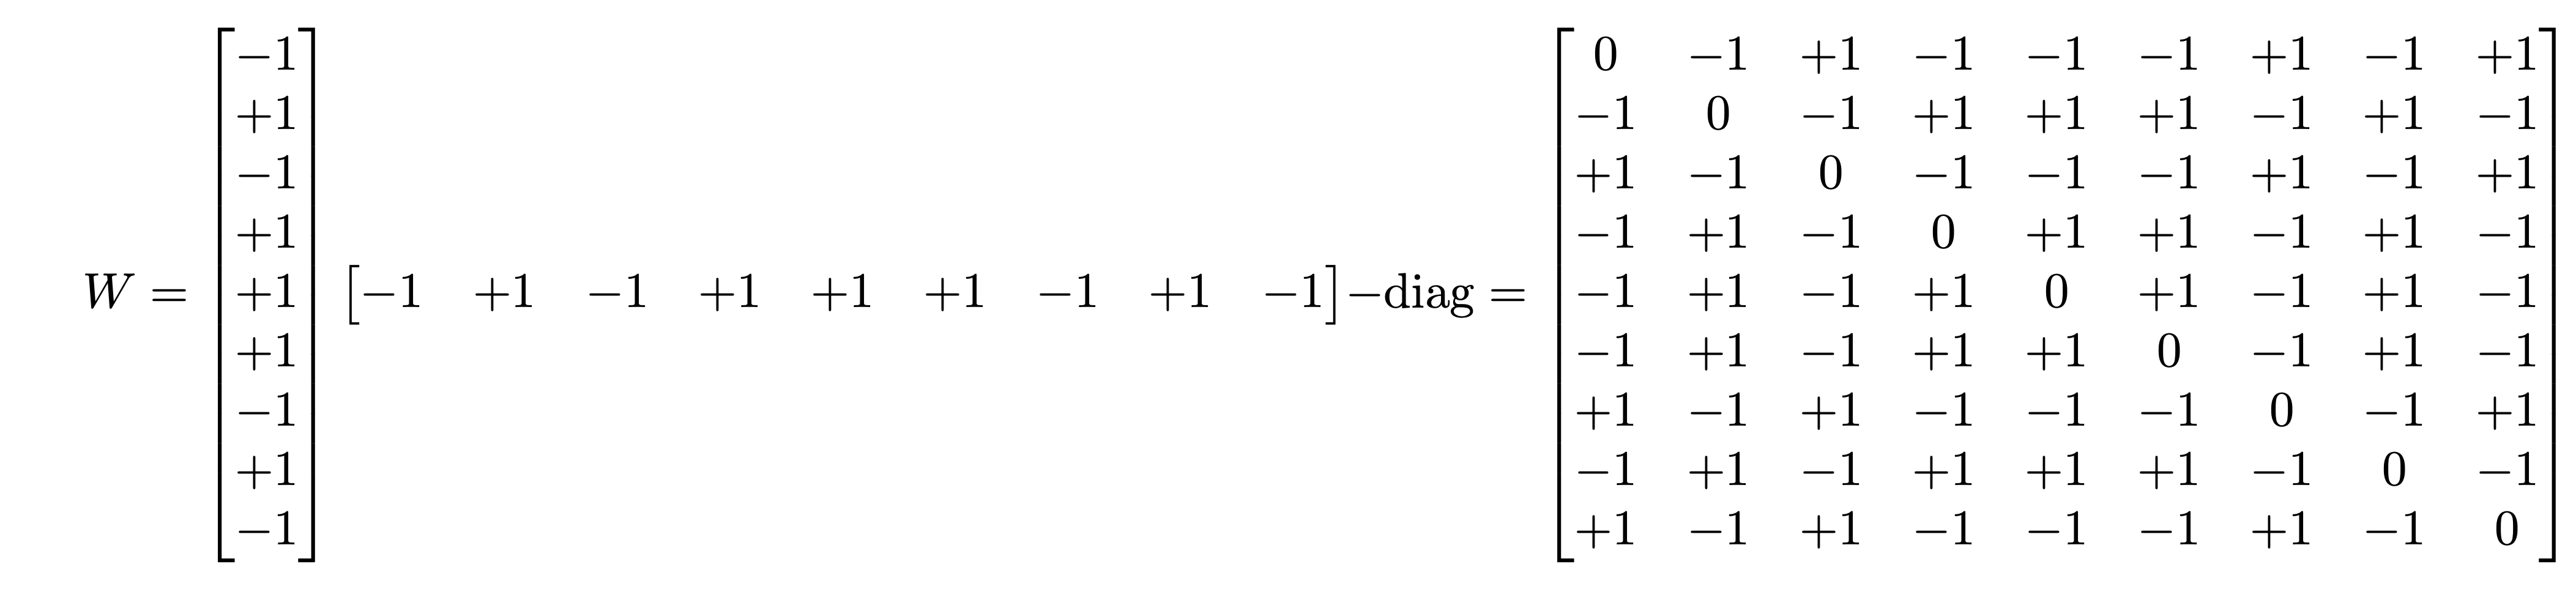 W = [−1 +1 −1 +1 +1 +1 −1 +1 −1] [−1 +1 −1 +1 +1 +1 −1 +1 −1] − diag =
0 −1 +1 −1 −1 −1 +1 −1 +1
−1 0 −1 +1 +1 +1 −1 +1 −1
+1 −1 0 −1 −1 −1 +1 −1 +1
−1 +1 −1 0 +1 +1 −1 +1 −1
−1 +1 −1 +1 0 +1 −1 +1 −1
−1 +1 −1 +1 +1 0 −1 +1 −1
+1 −1 +1 −1 −1 −1 0 −1 +1
−1 +1 −1 +1 +1 +1 −1 0 −1
+1 −1 +1 −1 −1 −1 +1 −1 0